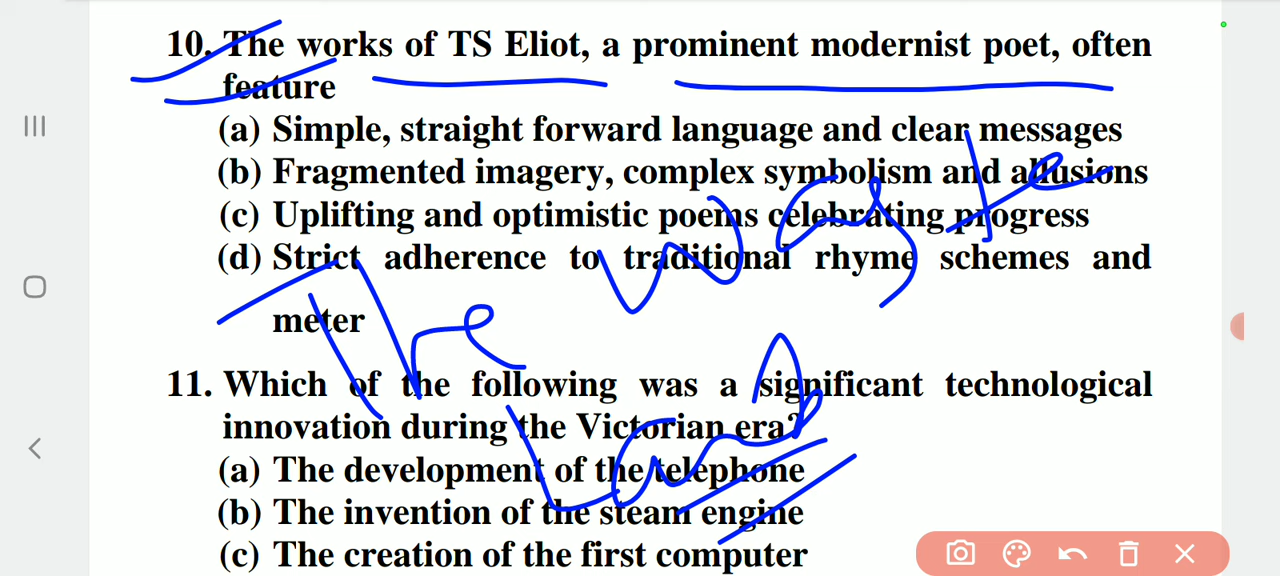 10. The works of TS Eliot, a prominent modernist poet, often
feature
(a) Simple, straight forward language and clear messages
(b) Fragmented imagery, complex symbolism and allusions
(c) Uplifting and optimistic poems celebrating progress
(d) Strict adherence to traditional rhyme schemes and
meter
The waste
Land
11. Which of the following was a significant technological
innovation during the Victorian era?
(a) The development of the telephone
(b) The invention of the steam engine
(c) The creation of the first computer